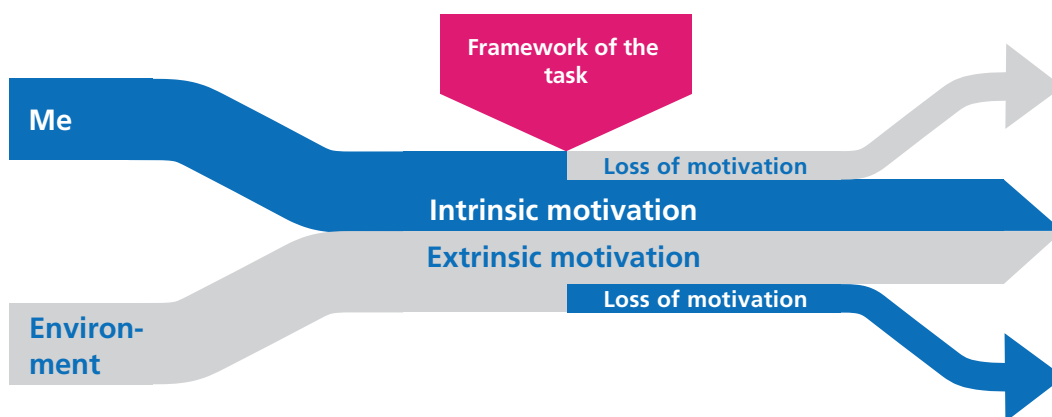 Framework of the
task
Me
Loss of motivation
Intrinsic motivation
Extrinsic motivation
Loss of motivation
Environ-
ment